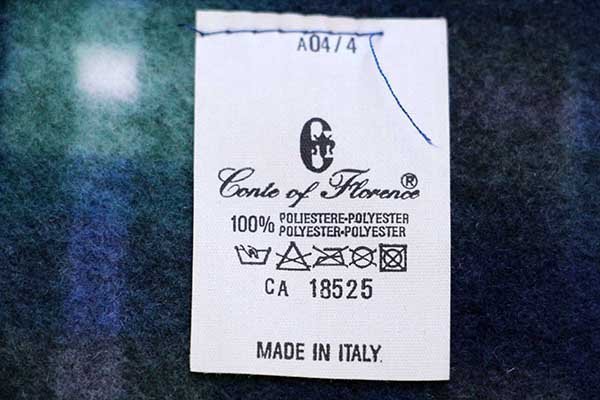 A04/4
C
Conte of Florence®
100% POLIESTERE-POLYESTER
POLYESTER-POLYESTER
CA 18525
MADE IN ITALY.